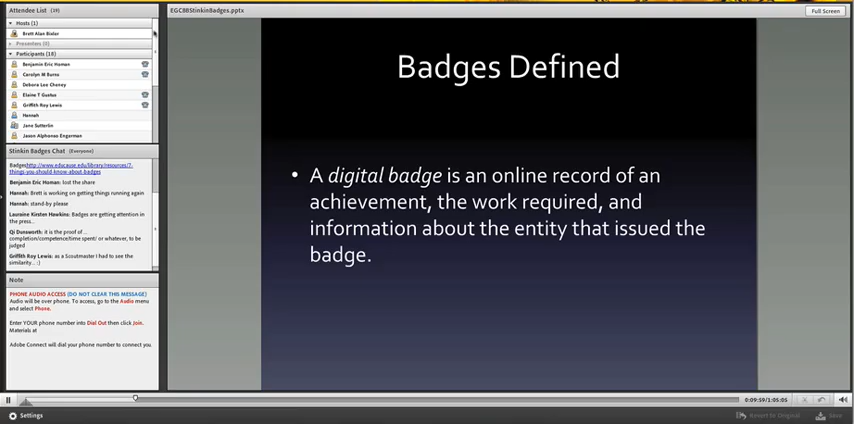 Attendee List (19)
Hosts (1)
Brett Alan Bixler
Presenters (0)
Participants (18)
Benjamin Eric Homan
Carolyn M Burns
Debora Lee Cheney
Elaine T Gustus
Griffith Roy Lewis
Hannah
Jane Sutterlin
Jason Alphonso Engerman
Stinkin Badges Chat (Everyone)
Badgeshttp://www.educause.edu/library/resources/7-
things-you-should-know-about-badges
Benjamin Eric Homan: lost the share
Hannah: Brett is working on getting things running again
Hannah: stand-by please
Lauraine Kirsten Hawkins: Badges are getting attention in
the press...
Qi Dunsworth: it is the proof of...
completion/competence/time spent/ or whatever, to be
judged
Griffith Roy Lewis: as a Scoutmaster I had to see the
similarity... :)
Note
PHONE AUDIO ACCESS (DO NOT CLEAR THIS MESSAGE)
Audio will be over phone. To access, go to the Audio menu
and select Phone.
Enter YOUR phone number into Dial Out then click Join.
Materials at
Adobe Connect will dial your phone number to connect you.
EGC88StinkinBadges.pptx
Full Screen
Badges Defined
• A digital badge is an online record of an
achievement, the work required, and
information about the entity that issued the
badge.
0:09:59/1:05:05
Settings
Revert to Original
Save